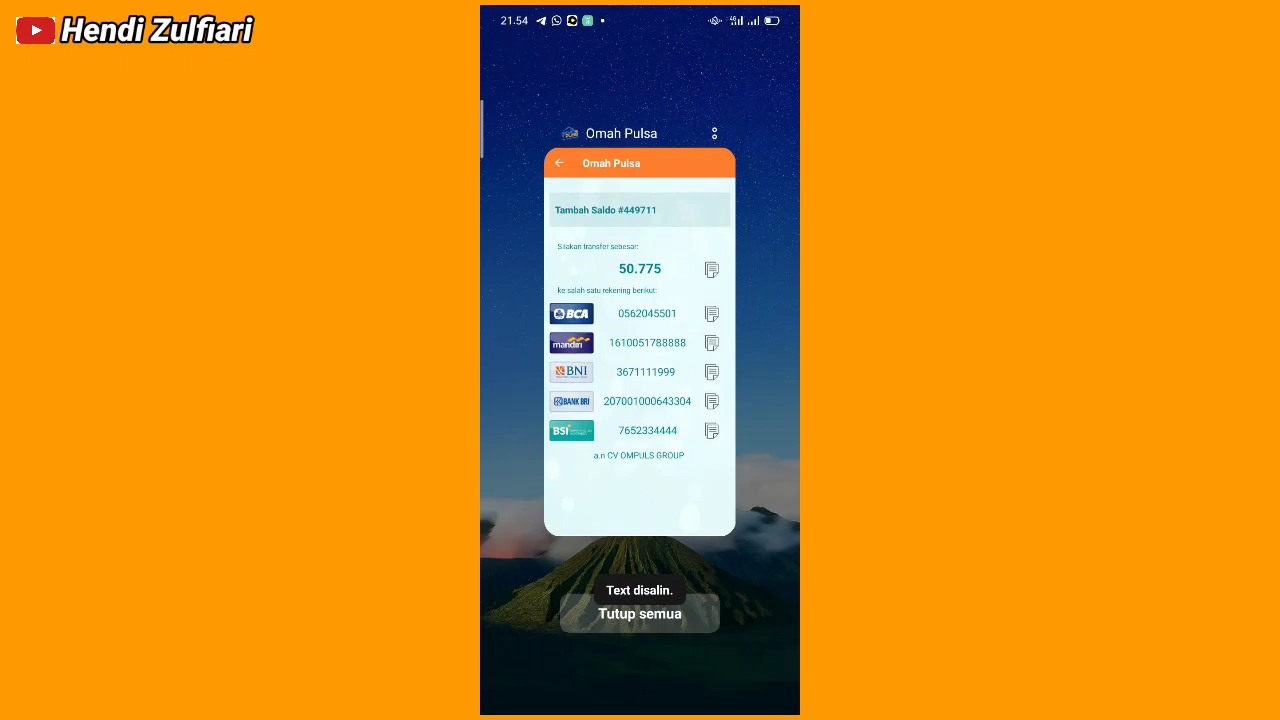 Hendi Zulfiari
21.54
Omah Pulsa
Omah Pulsa
Tambah Saldo #449711
Silakan transfer sebesar:
50.775
ke salah satu rekening berikut:
BCA 0562045501
mandiri 1610051788888
BNI 3671111999
BANK BRI 207001000643304
BSI 7652334444
a.n CV OMPULS GROUP
Text disalin.
Tutup semua